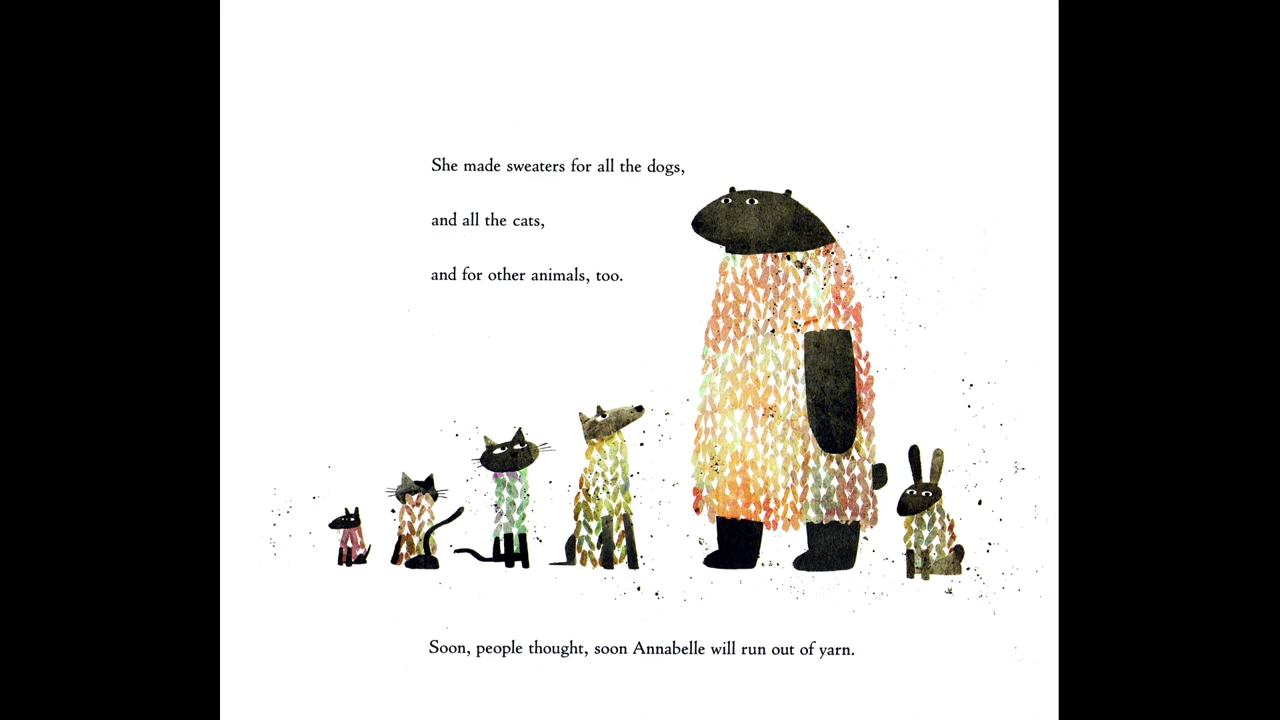 She made sweaters for all the dogs,
and all the cats,
and for other animals, too.
Soon, people thought, soon Annabelle will run out of yarn.